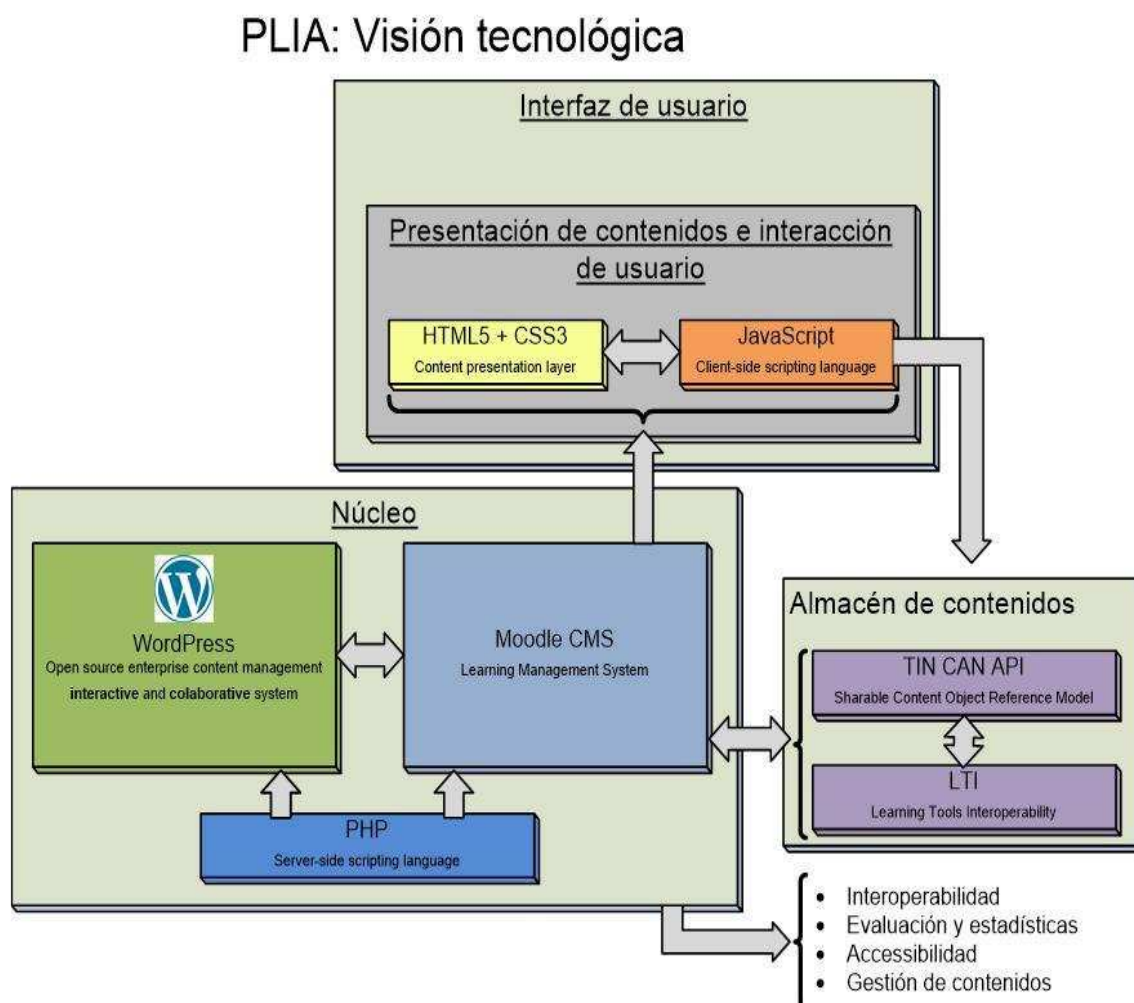 PLIA: Visión tecnológica
Interfaz de usuario
Presentación de contenidos e interacción
de usuario
HTML5 + CSS3
Content presentation layer
JavaScript
Client-side scripting language
Núcleo
WordPress
Open source enterprise content management
interactive and colaborative system
Moodle CMS
Learning Management System
PHP
Server-side scripting language
Almacén de contenidos
TIN CAN API
Sharable Content Object Reference Model
LTI
Learning Tools Interoperability
• Interoperabilidad
• Evaluación y estadísticas
• Accessibilidad
• Gestión de contenidos